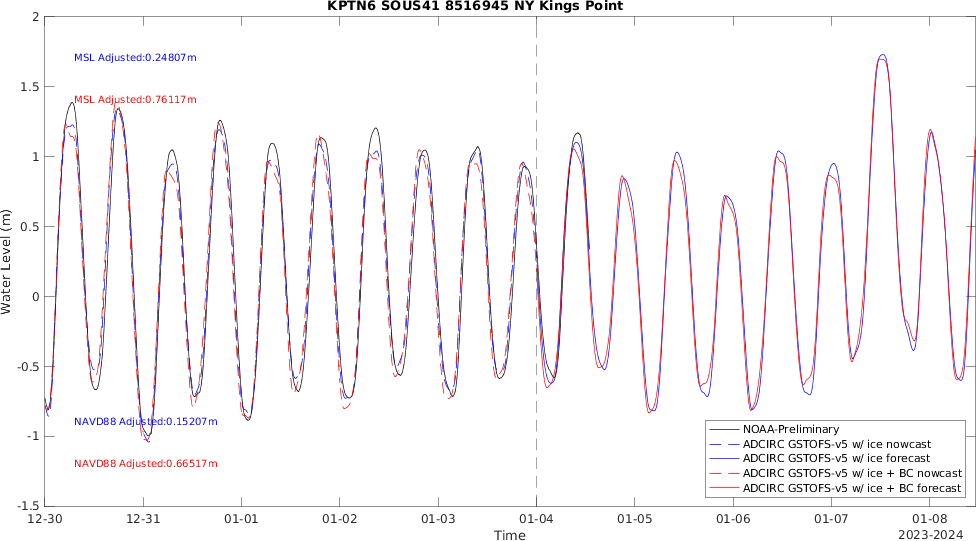 KPTN6 SOUS41 8516945 NY Kings Point
2
1.5
1
0.5
0
-0.5
-1
-1.5
Water Level (m)
MSL Adjusted:0.24807m
MSL Adjusted:0.76117m
NAVD88 Adjusted:0.15207m
NAVD88 Adjusted:0.66517m
NOAA-Preliminary
ADCIRC GSTOFS-v5 w/ ice nowcast
ADCIRC GSTOFS-v5 w/ ice forecast
ADCIRC GSTOFS-v5 w/ ice + BC nowcast
ADCIRC GSTOFS-v5 w/ ice + BC forecast
12-30 12-31 01-01 01-02 01-03 01-04 01-05 01-06 01-07 01-08
Time
2023-2024